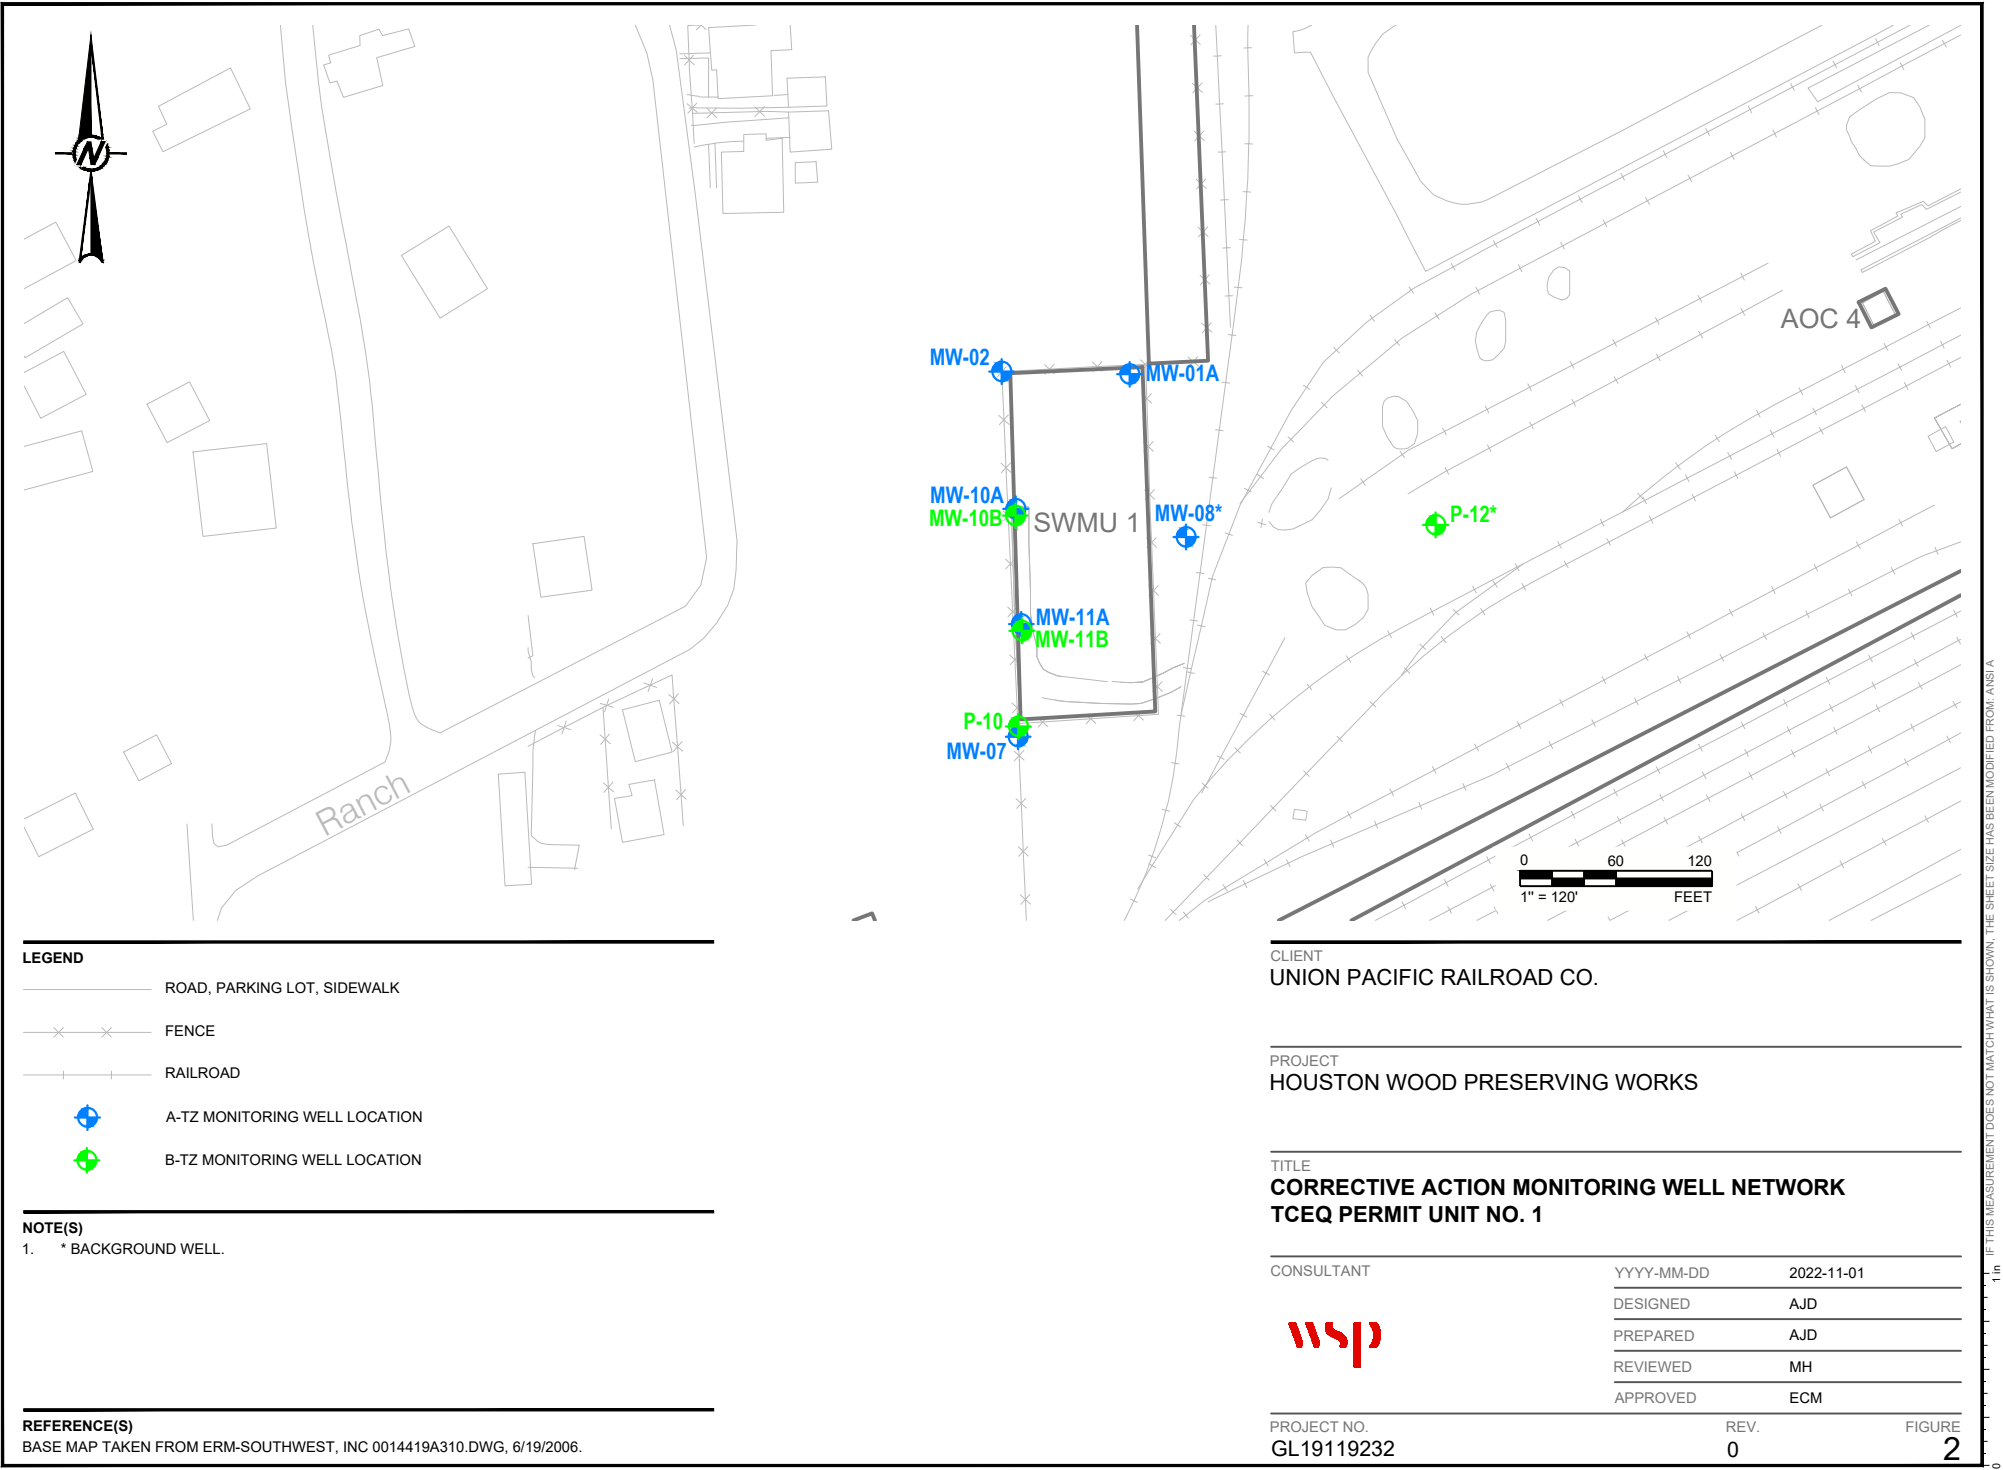 N
AOC 4
MW-02
MW-01A
MW-10A
MW-10B
SWMU 1
MW-08*
P-12*
MW-11A
MW-11B
P-10
MW-07
Ranch
0 60 120
1" = 120' FEET
LEGEND
ROAD, PARKING LOT, SIDEWALK
FENCE
RAILROAD
A-TZ MONITORING WELL LOCATION
B-TZ MONITORING WELL LOCATION
NOTE(S)
1. * BACKGROUND WELL.
REFERENCE(S)
BASE MAP TAKEN FROM ERM-SOUTHWEST, INC 0014419A310.DWG, 6/19/2006.
CLIENT
UNION PACIFIC RAILROAD CO.
PROJECT
HOUSTON WOOD PRESERVING WORKS
TITLE
CORRECTIVE ACTION MONITORING WELL NETWORK
TCEQ PERMIT UNIT NO. 1
CONSULTANT
wsp
YYYY-MM-DD 2022-11-01
DESIGNED AJD
PREPARED AJD
REVIEWED MH
APPROVED ECM
PROJECT NO. REV. FIGURE
GL19119232 0 2
IF THIS MEASUREMENT DOES NOT MATCH WHAT IS SHOWN, THE SHEET SIZE HAS BEEN MODIFIED FROM: ANSI A
1 in
0